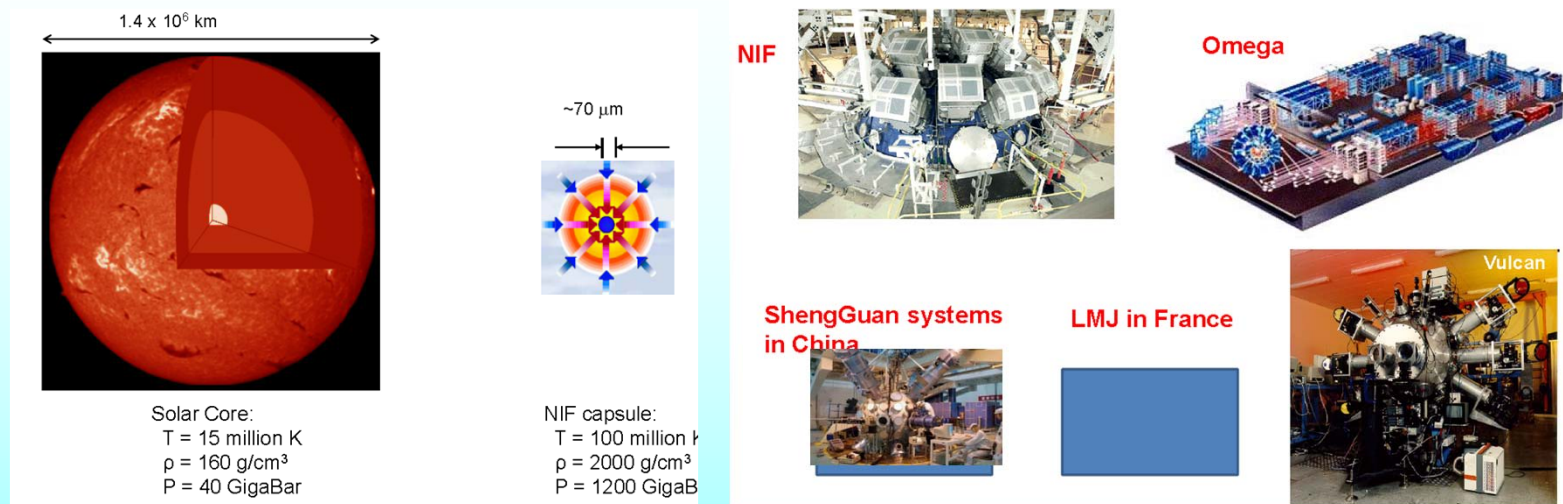 1.4 x 10⁶ km
~70 μm
Solar Core:
T = 15 million K
ρ = 160 g/cm³
P = 40 GigaBar
NIF capsule:
T = 100 million K
ρ = 2000 g/cm³
P = 1200 GigaB
NIF
Omega
ShengGuan systems
in China
LMJ in France
Vulcan